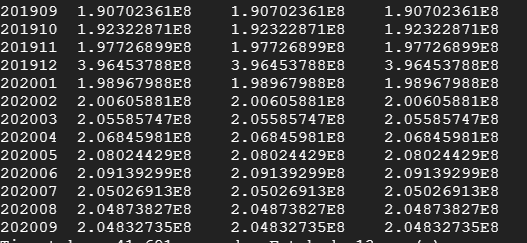 201909 1.90702361E8 1.90702361E8 1.90702361E8
201910 1.92322871E8 1.92322871E8 1.92322871E8
201911 1.97726899E8 1.97726899E8 1.97726899E8
201912 3.96453788E8 3.96453788E8 3.96453788E8
202001 1.98967988E8 1.98967988E8 1.98967988E8
202002 2.00605881E8 2.00605881E8 2.00605881E8
202003 2.05585747E8 2.05585747E8 2.05585747E8
202004 2.06845981E8 2.06845981E8 2.06845981E8
202005 2.08024429E8 2.08024429E8 2.08024429E8
202006 2.09139299E8 2.09139299E8 2.09139299E8
202007 2.05026913E8 2.05026913E8 2.05026913E8
202008 2.04873827E8 2.04873827E8 2.04873827E8
202009 2.04832735E8 2.04832735E8 2.04832735E8